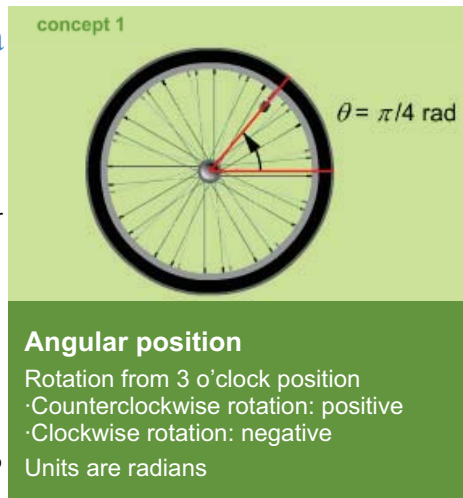 concept 1
θ = π/4 rad
Angular position
Rotation from 3 o’clock position
·Counterclockwise rotation: positive
·Clockwise rotation: negative
Units are radians